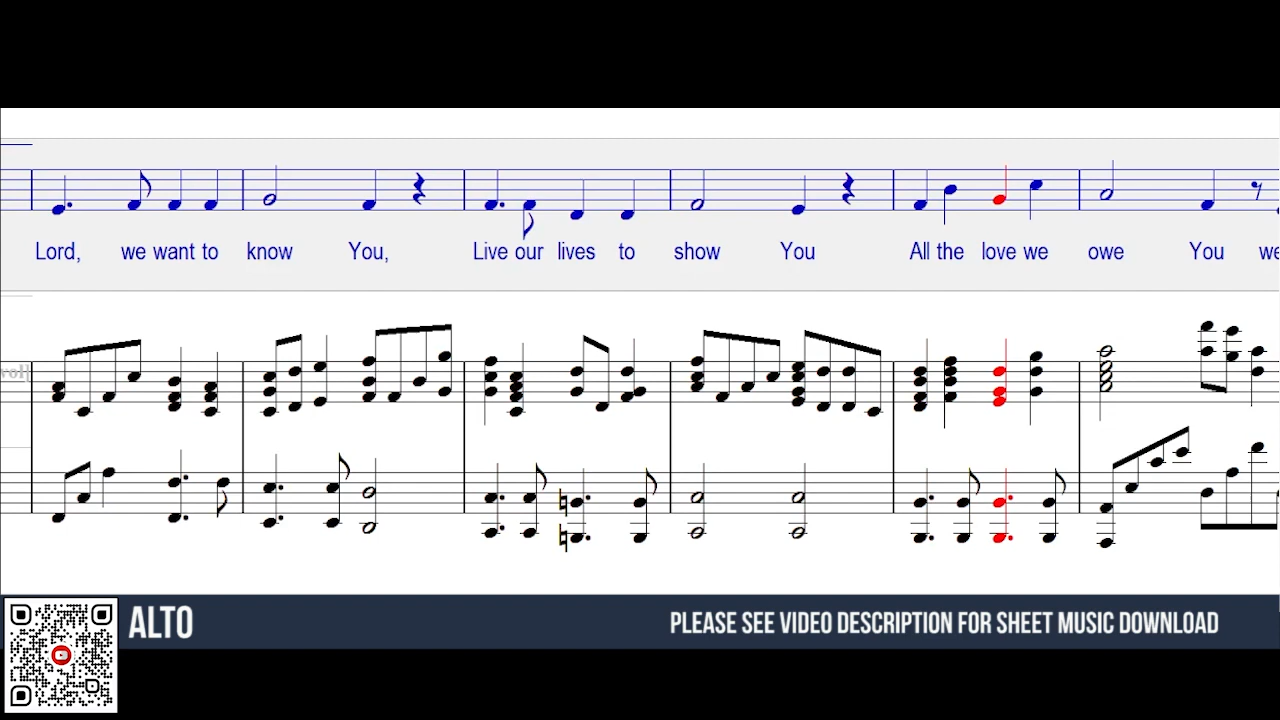 Lord, we want to know You, Live our lives to show You All the love we owe You we
ALTO
PLEASE SEE VIDEO DESCRIPTION FOR SHEET MUSIC DOWNLOAD